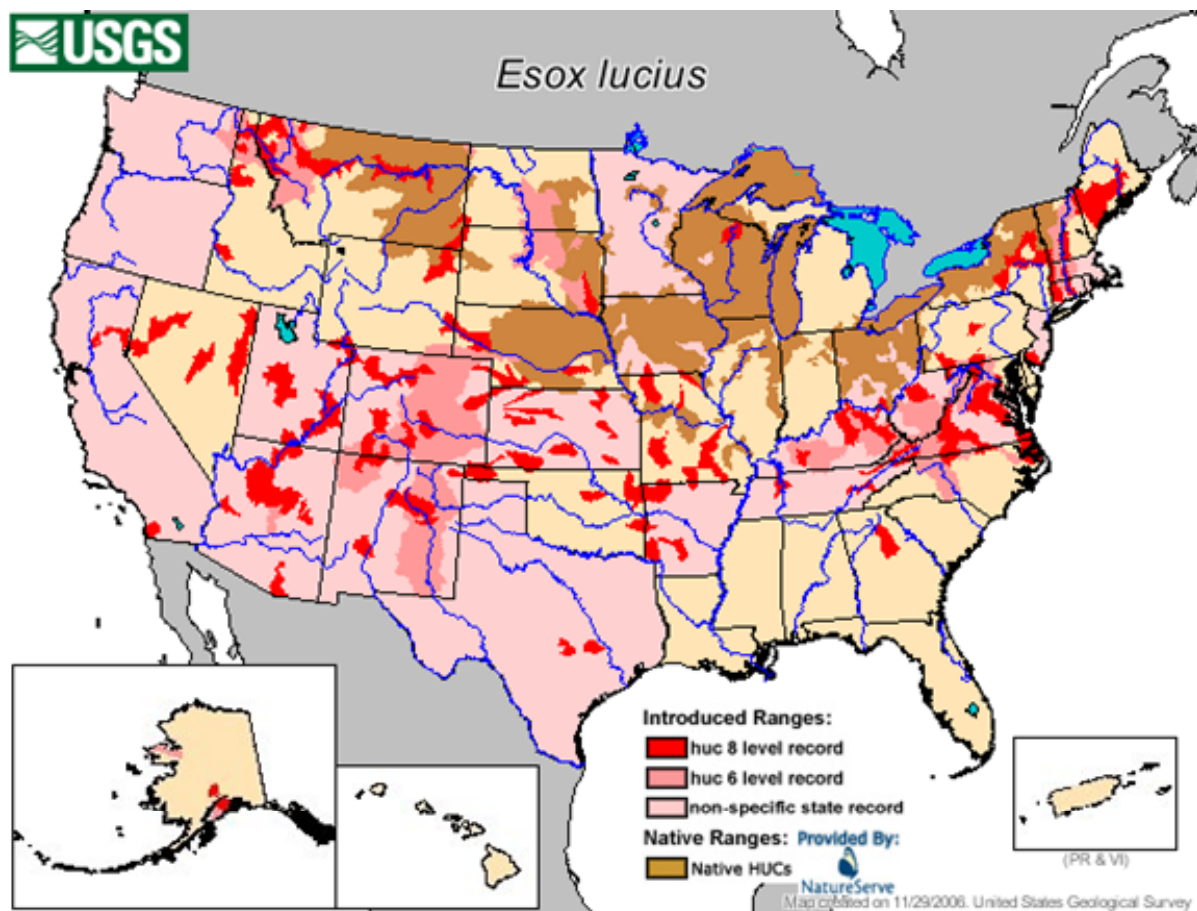 USGS
Esox lucius
Introduced Ranges:
huc 8 level record
huc 6 level record
non-specific state record
Native Ranges: Provided By:
Native HUCs
NatureServe
(PR & VI)
Map created on 11/29/2006. United States Geological Survey